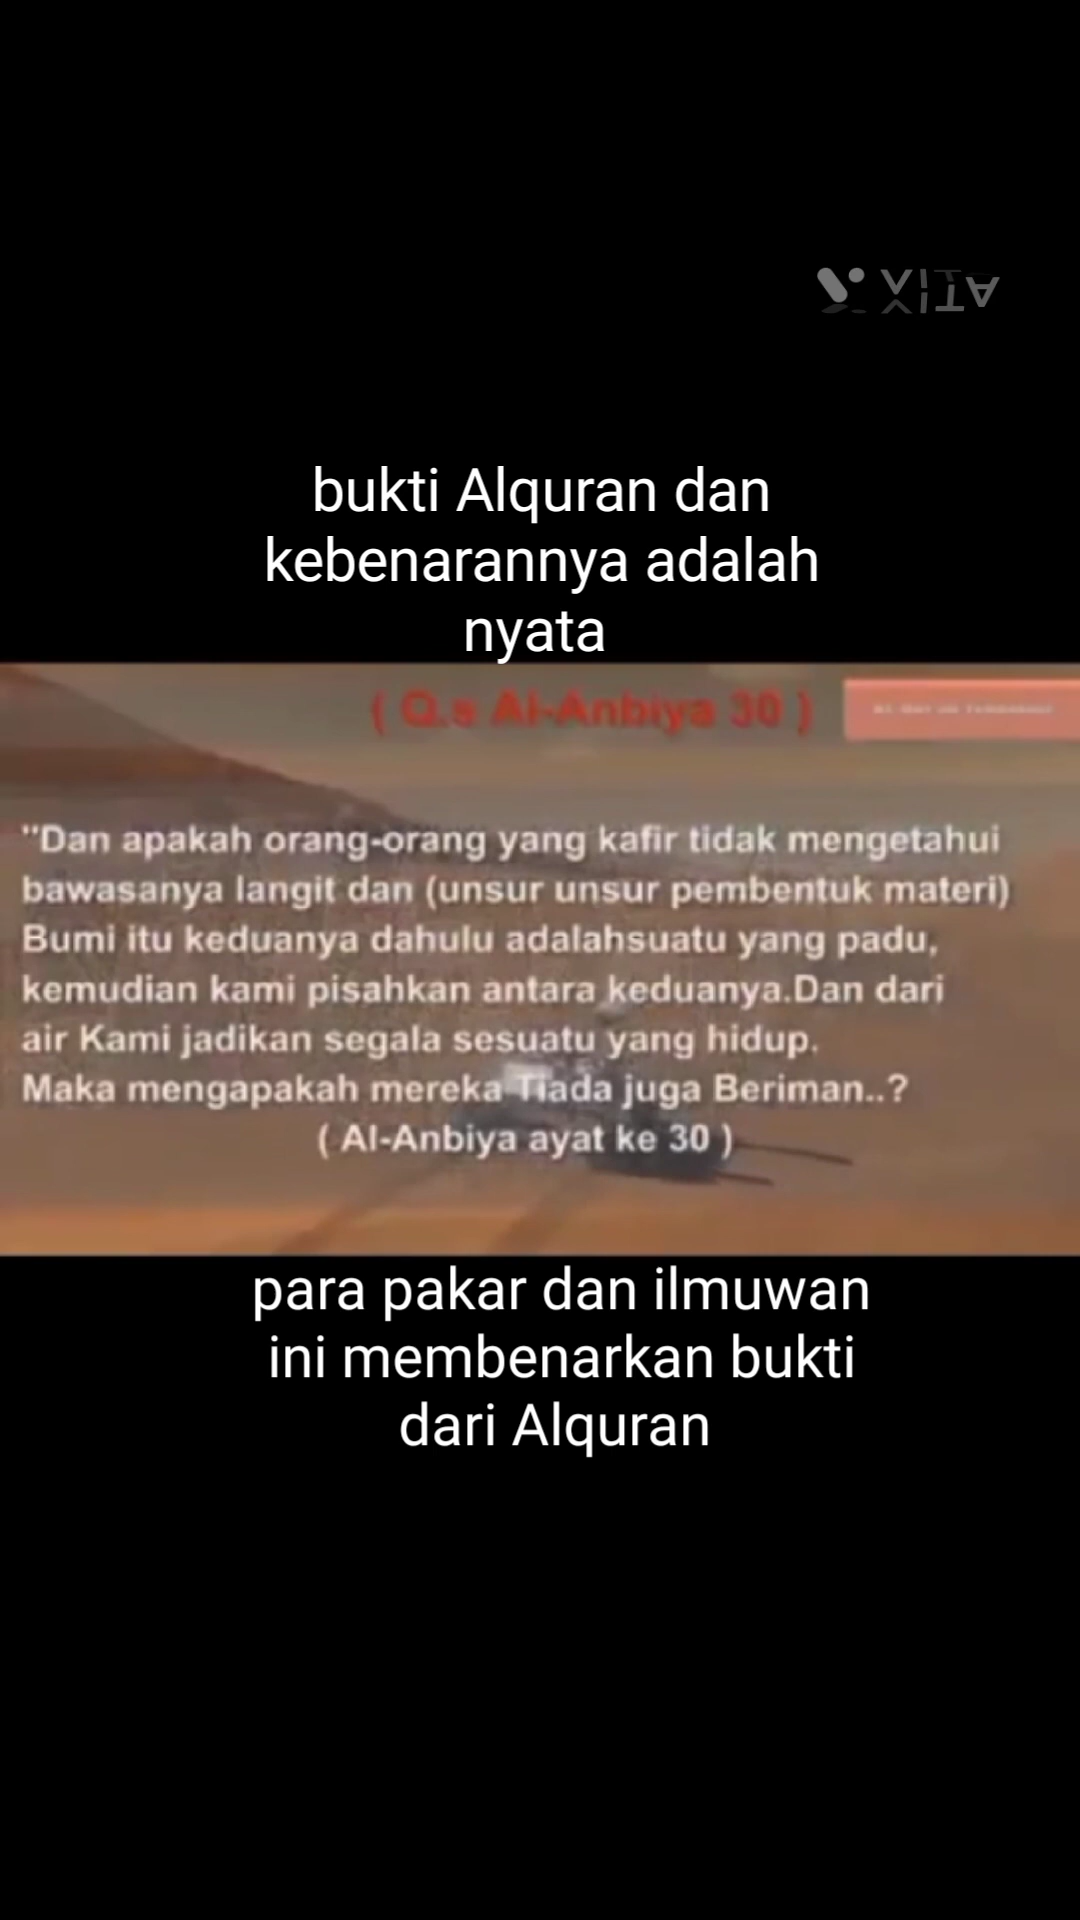 VITA
bukti Alquran dan
kebenarannya adalah
nyata
( Q.s Al-Anbiya 30 )
"Dan apakah orang-orang yang kafir tidak mengetahui
bawasanya langit dan (unsur unsur pembentuk materi)
Bumi itu keduanya dahulu adalahsuatu yang padu,
kemudian kami pisahkan antara keduanya.Dan dari
air Kami jadikan segala sesuatu yang hidup.
Maka mengapakah mereka Tiada juga Beriman..?
( Al-Anbiya ayat ke 30 )
para pakar dan ilmuwan
ini membenarkan bukti
dari Alquran